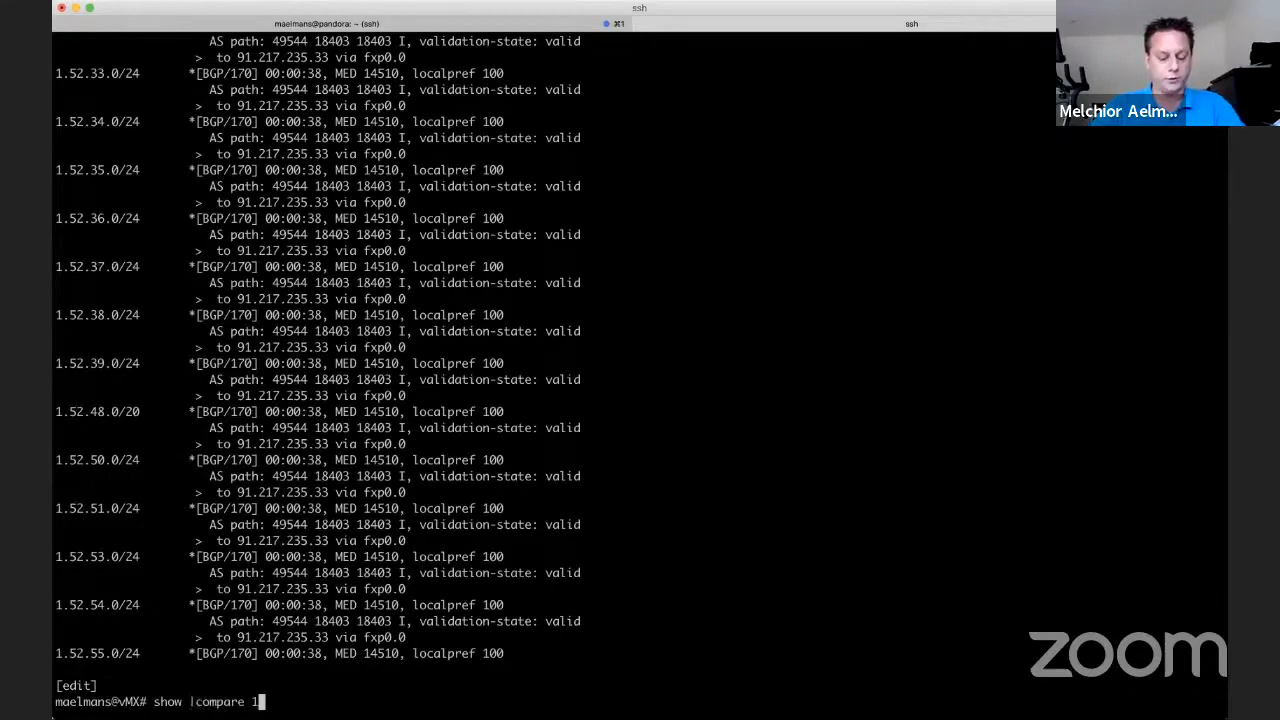 ssh
maelmans@pandora: ~ (ssh)
⌘1
ssh
AS path: 49544 18403 18403 I, validation-state: valid
> to 91.217.235.33 via fxp0.0
1.52.33.0/24 *[BGP/170] 00:00:38, MED 14510, localpref 100
AS path: 49544 18403 18403 I, validation-state: valid
> to 91.217.235.33 via fxp0.0
1.52.34.0/24 *[BGP/170] 00:00:38, MED 14510, localpref 100
AS path: 49544 18403 18403 I, validation-state: valid
> to 91.217.235.33 via fxp0.0
1.52.35.0/24 *[BGP/170] 00:00:38, MED 14510, localpref 100
AS path: 49544 18403 18403 I, validation-state: valid
> to 91.217.235.33 via fxp0.0
1.52.36.0/24 *[BGP/170] 00:00:38, MED 14510, localpref 100
AS path: 49544 18403 18403 I, validation-state: valid
> to 91.217.235.33 via fxp0.0
1.52.37.0/24 *[BGP/170] 00:00:38, MED 14510, localpref 100
AS path: 49544 18403 18403 I, validation-state: valid
> to 91.217.235.33 via fxp0.0
1.52.38.0/24 *[BGP/170] 00:00:38, MED 14510, localpref 100
AS path: 49544 18403 18403 I, validation-state: valid
> to 91.217.235.33 via fxp0.0
1.52.39.0/24 *[BGP/170] 00:00:38, MED 14510, localpref 100
AS path: 49544 18403 18403 I, validation-state: valid
> to 91.217.235.33 via fxp0.0
1.52.48.0/20 *[BGP/170] 00:00:38, MED 14510, localpref 100
AS path: 49544 18403 18403 I, validation-state: valid
> to 91.217.235.33 via fxp0.0
1.52.50.0/24 *[BGP/170] 00:00:38, MED 14510, localpref 100
AS path: 49544 18403 18403 I, validation-state: valid
> to 91.217.235.33 via fxp0.0
1.52.51.0/24 *[BGP/170] 00:00:38, MED 14510, localpref 100
AS path: 49544 18403 18403 I, validation-state: valid
> to 91.217.235.33 via fxp0.0
1.52.53.0/24 *[BGP/170] 00:00:38, MED 14510, localpref 100
AS path: 49544 18403 18403 I, validation-state: valid
> to 91.217.235.33 via fxp0.0
1.52.54.0/24 *[BGP/170] 00:00:38, MED 14510, localpref 100
AS path: 49544 18403 18403 I, validation-state: valid
> to 91.217.235.33 via fxp0.0
1.52.55.0/24 *[BGP/170] 00:00:38, MED 14510, localpref 100
[edit]
maelmans@vMX# show |compare 1
Melchior Aelm...
zoom